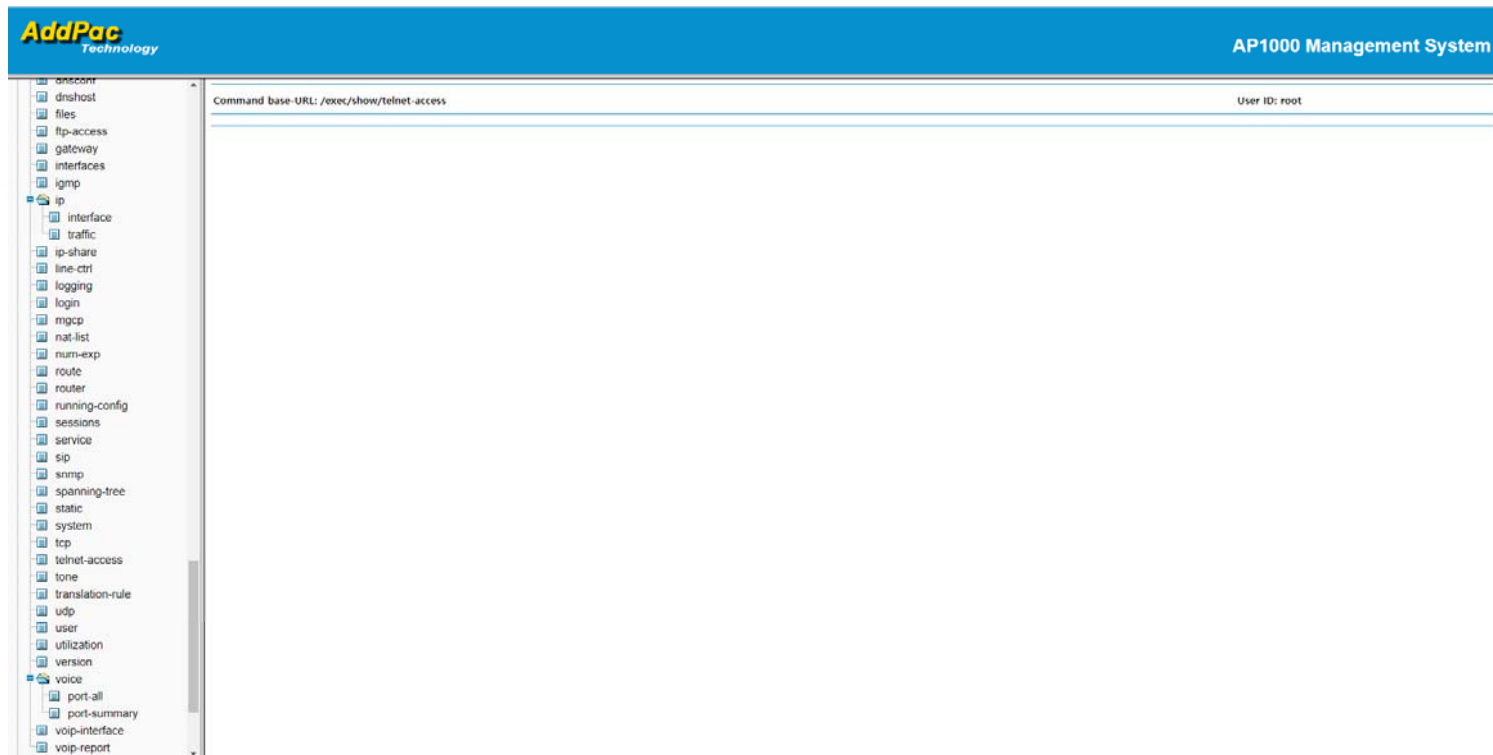 AddPac
Technology
AP1000 Management System
dnsconf
dnshost
files
ftp-access
gateway
interfaces
igmp
ip
interface
traffic
ip-share
line-ctrl
logging
login
mgcp
nat-list
num-exp
route
router
running-config
sessions
service
sip
snmp
spanning-tree
static
system
tcp
telnet-access
tone
translation-rule
udp
user
utilization
version
voice
port-all
port-summary
voip-interface
voip-report
Command base-URL: /exec/show/telnet-access
User ID: root